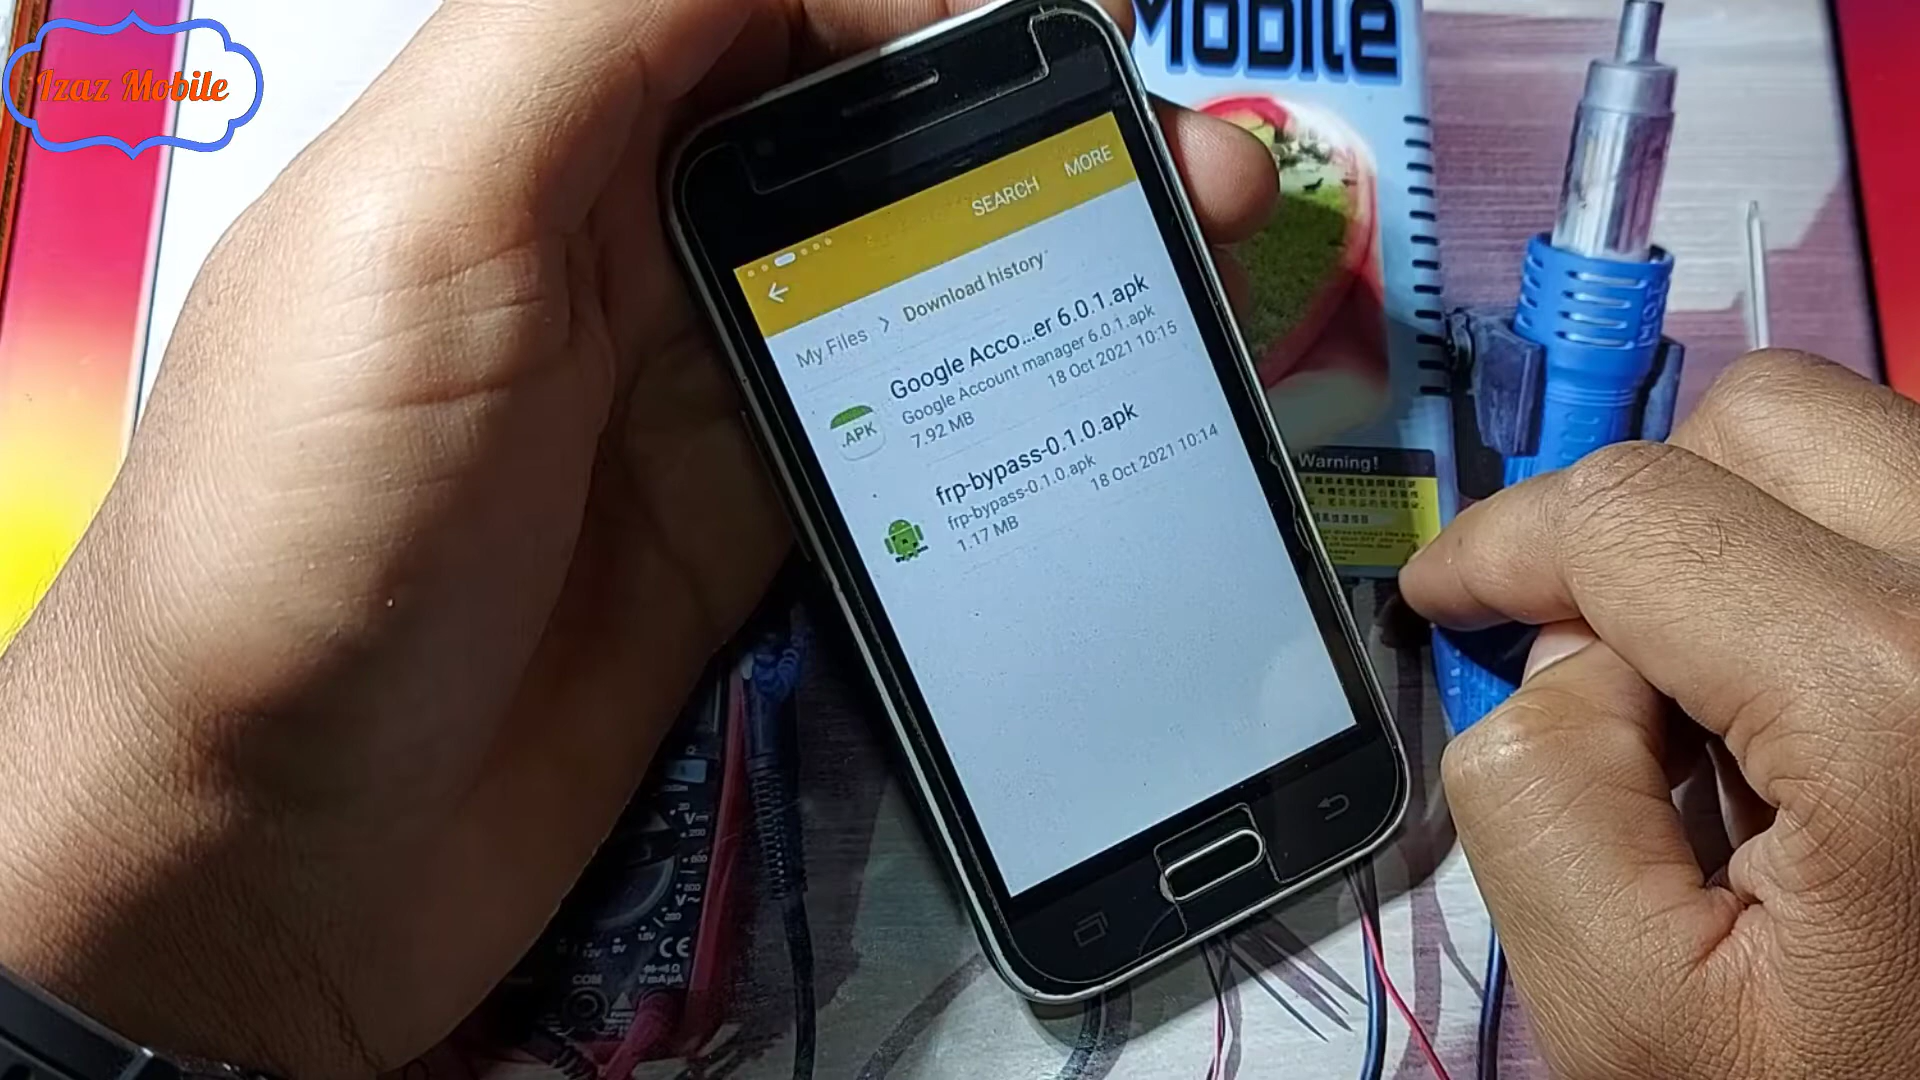 Izaz Mobile
Mobile
SEARCH
MORE
My Files > Download history
Google Acco...er 6.0.1.apk
Google Account manager 6.0.1.apk
7.92 MB
18 Oct 2021 10:15
.APK
frp-bypass-0.1.0.apk
frp-bypass-0.1.0.apk
1.17 MB
18 Oct 2021 10:14
Warning!
COM
CE